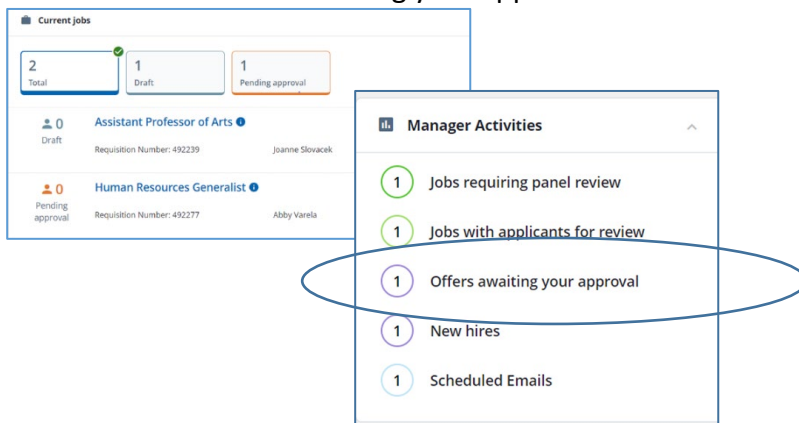 Current jobs
2
Total
1
Draft
1
Pending approval
0
Draft
Assistant Professor of Arts
Requisition Number: 492239 Joanne Slovacek
0
Pending
approval
Human Resources Generalist
Requisition Number: 492277 Abby Varela
Manager Activities
1 Jobs requiring panel review
1 Jobs with applicants for review
1 Offers awaiting your approval
1 New hires
1 Scheduled Emails